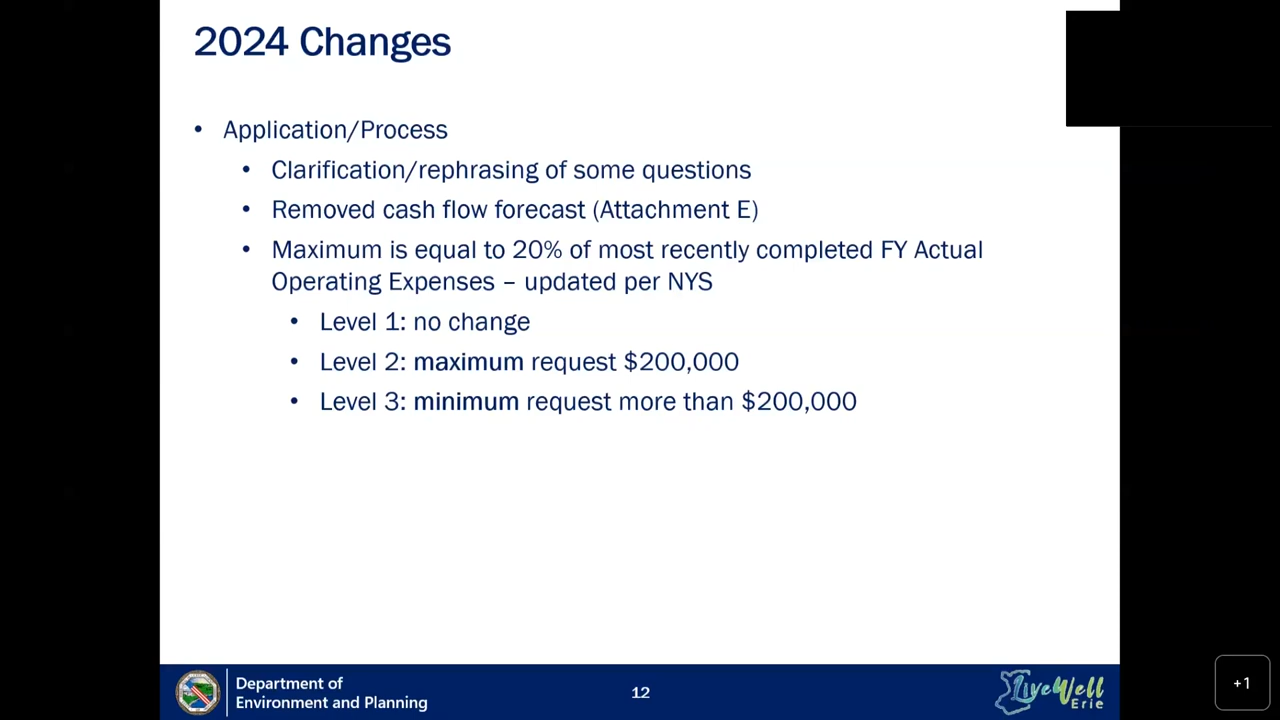 2024 Changes
• Application/Process
• Clarification/rephrasing of some questions
• Removed cash flow forecast (Attachment E)
• Maximum is equal to 20% of most recently completed FY Actual
Operating Expenses – updated per NYS
• Level 1: no change
• Level 2: maximum request $200,000
• Level 3: minimum request more than $200,000
Department of
Environment and Planning
12
LiveWell
Erie
+1